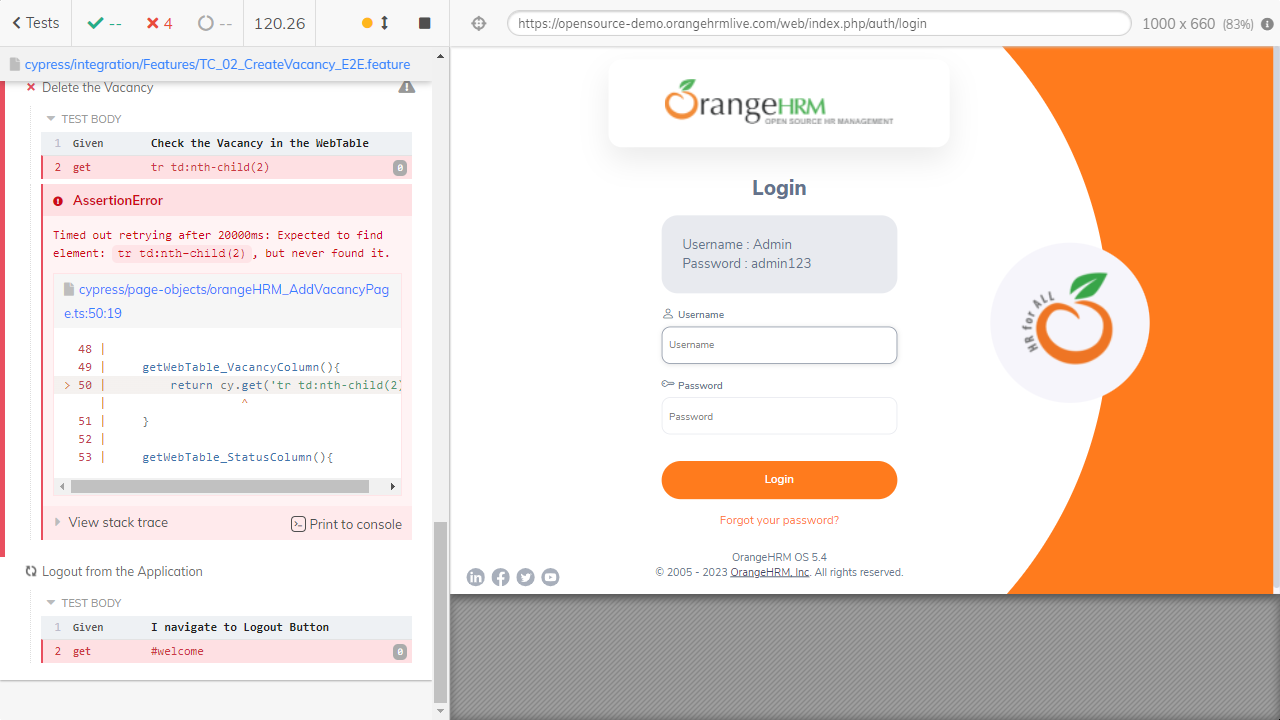 Tests
--
4
--
120.26
https://opensource-demo.orangehrmlive.com/web/index.php/auth/login
1000 x 660 (83%)
cypress/integration/Features/TC_02_CreateVacancy_E2E.feature
Delete the Vacancy
TEST BODY
1 Given Check the Vacancy in the WebTable
2 get tr td:nth-child(2) 0
AssertionError
Timed out retrying after 20000ms: Expected to find
element: tr td:nth-child(2), but never found it.
cypress/page-objects/orangeHRM_AddVacancyPag
e.ts:50:19
48 |
49 | getWebTable_VacancyColumn(){
> 50 | return cy.get('tr td:nth-child(2)
| ^
51 | }
52 |
53 | getWebTable_StatusColumn(){
View stack trace
Print to console
Logout from the Application
TEST BODY
1 Given I navigate to Logout Button
2 get #welcome 0
OrangeHRM
OPEN SOURCE HR MANAGEMENT
Login
Username : Admin
Password : admin123
Username
Username
Password
Password
Login
Forgot your password?
OrangeHRM OS 5.4
© 2005 - 2023 OrangeHRM, Inc. All rights reserved.
HR for ALL